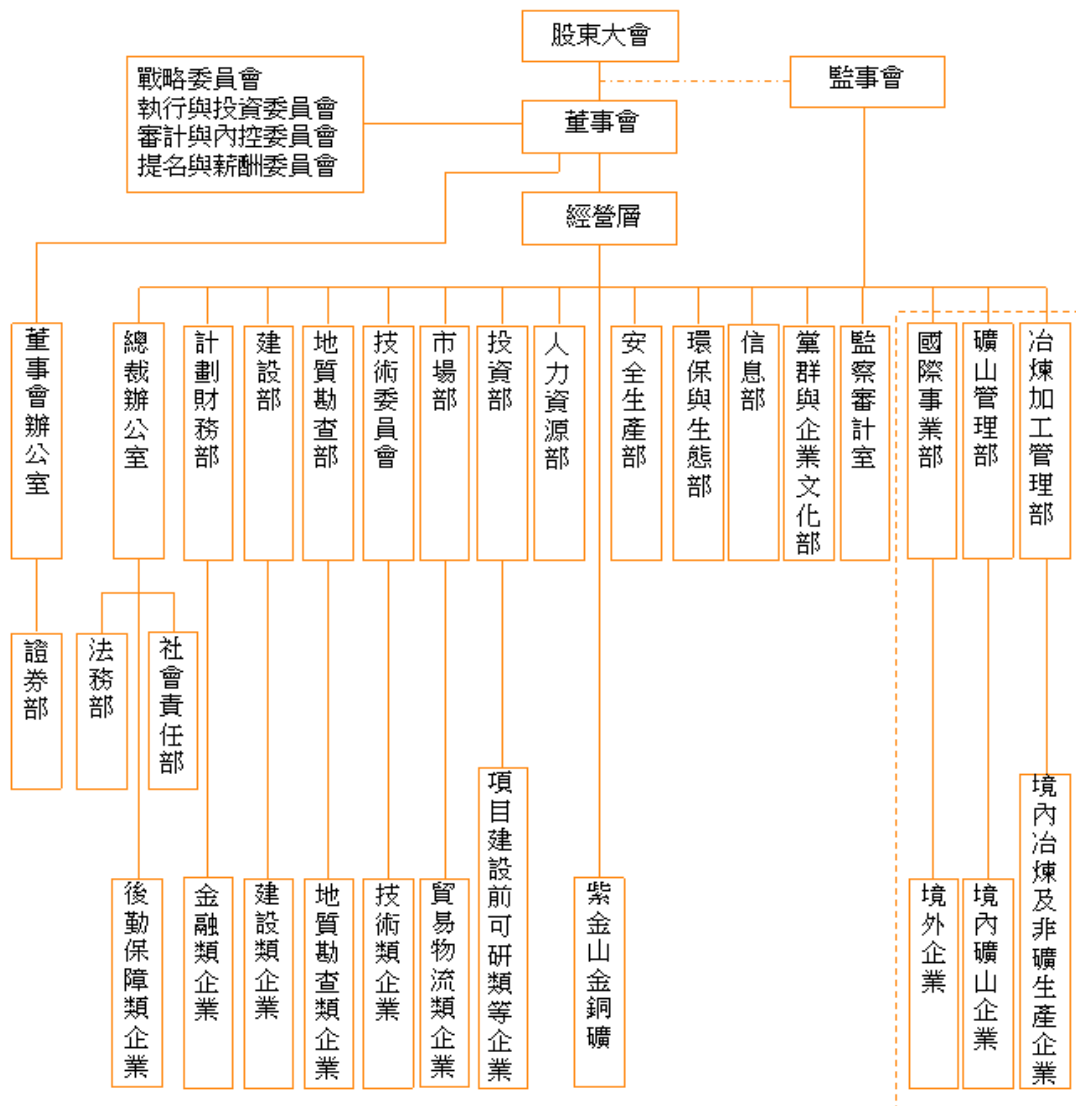 股東大會
監事會
戰略委員會
執行與投資委員會
審計與內控委員會
提名與薪酬委員會
董事會
經營層
董事會辦公室
總裁辦公室
計劃財務部
建設部
地質勘查部
技術委員會
市場部
投資部
人力資源部
安全生產部
環保與生態部
信息部
黨群與企業文化部
監察審計室
國際事業部
礦山管理部
冶煉加工管理部
證券部
法務部
社會責任部
後勤保障類企業
金融類企業
建設類企業
地質勘查類企業
技術類企業
貿易物流類企業
項目建設前可研類等企業
紫金山金銅礦
境外企業
境內礦山企業
境內冶煉及非礦生產企業